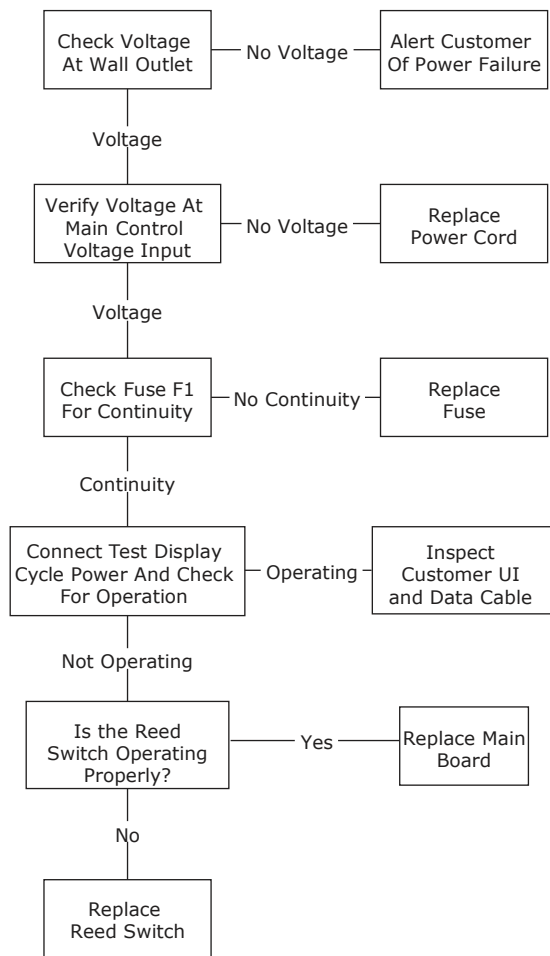 Check Voltage
At Wall Outlet
No Voltage
Alert Customer
Of Power Failure
Voltage
Verify Voltage At
Main Control
Voltage Input
No Voltage
Replace
Power Cord
Voltage
Check Fuse F1
For Continuity
No Continuity
Replace
Fuse
Continuity
Connect Test Display
Cycle Power And Check
For Operation
Operating
Inspect
Customer UI
and Data Cable
Not Operating
Is the Reed
Switch Operating
Properly?
Yes
Replace Main
Board
No
Replace
Reed Switch